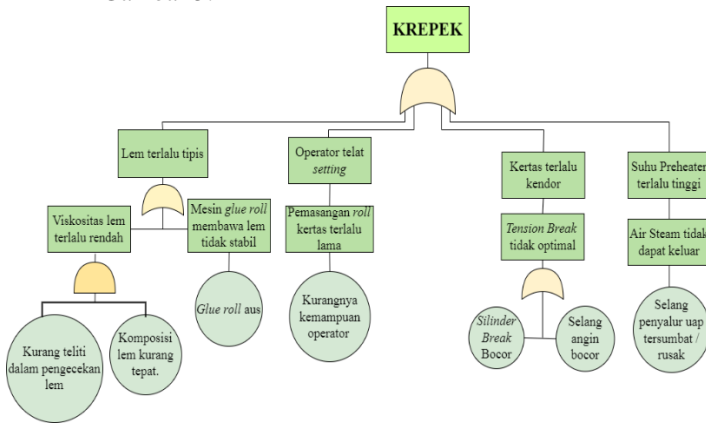 KREPEK
Lem terlalu tipis
Operator telat
setting
Kertas terlalu
kendor
Suhu Preheater
terlalu tinggi
Viskositas lem
terlalu rendah
Mesin glue roll
membawa lem
tidak stabil
Pemasangan roll
kertas terlalu
lama
Tension Break
tidak optimal
Air Steam tidak
dapat keluar
Kurang teliti
dalam pengecekan
lem
Komposisi
lem kurang
tepat.
Glue roll aus
Kurangnya
kemampuan
operator
Silinder
Break
Bocor
Selang
angin
bocor
Selang
penyalur uap
tersumbat /
rusak